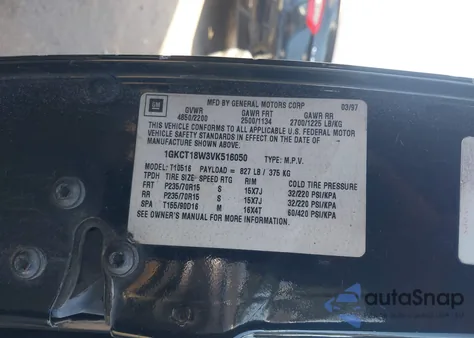 GM
MFD BY GENERAL MOTORS CORP 03/97
GVWR GAWR FRT GAWR RR
4850/2200 2500/1134 2700/1225 LB/KG
THIS VEHICLE CONFORMS TO ALL APPLICABLE U.S. FEDERAL MOTOR
VEHICLE SAFETY STANDARDS IN EFFECT ON THE DATE OF
MANUFACTURE SHOWN ABOVE.
1GKCT18W3VK516050 TYPE: M.P.V.
MODEL: T10516 PAYLOAD = 827 LB / 375 KG
TPDH TIRE SIZE SPEED RTG RIM COLD TIRE PRESSURE
FRT P235/70R15 S 15X7J 32/220 PSI/KPA
RR P235/70R15 S 15X7J 32/220 PSI/KPA
SPA T155/90D16 M 16X4T 60/420 PSI/KPA
SEE OWNER'S MANUAL FOR MORE INFORMATION.
autoSnap